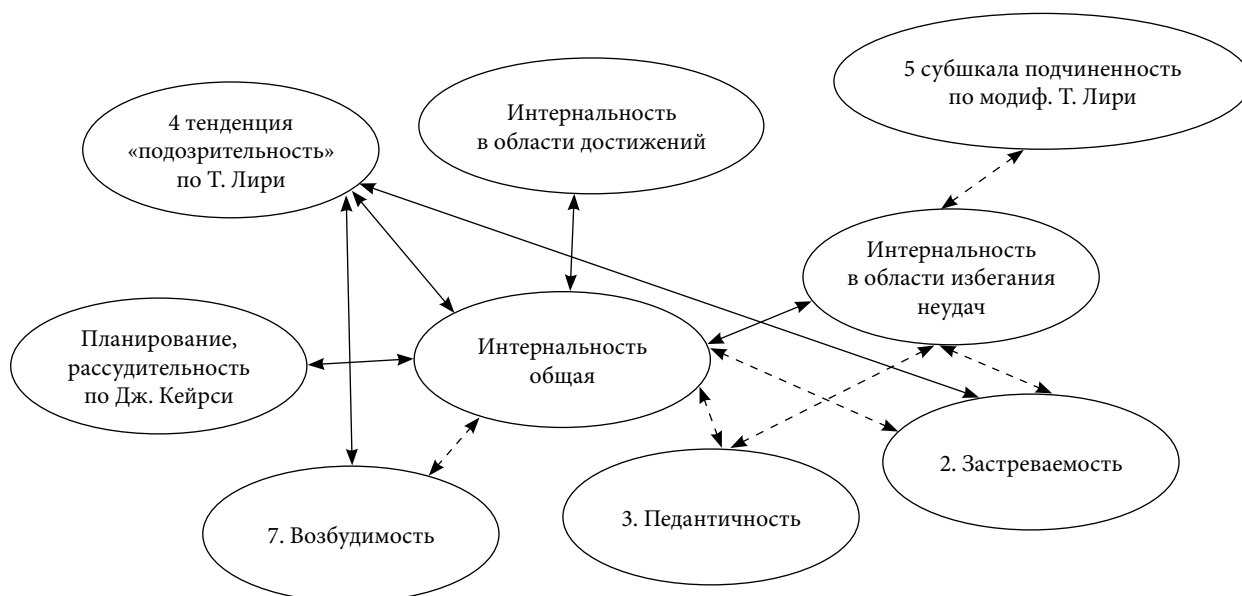 5 субшкала подчиненность
по модиф. Т. Лири
4 тенденция
«подозрительность»
по Т. Лири
Интернальность
в области достижений
Интернальность
в области избегания
неудач
Планирование,
рассудительность
по Дж. Кейрси
Интернальность
общая
2. Застреваемость
3. Педантичность
7. Возбудимость